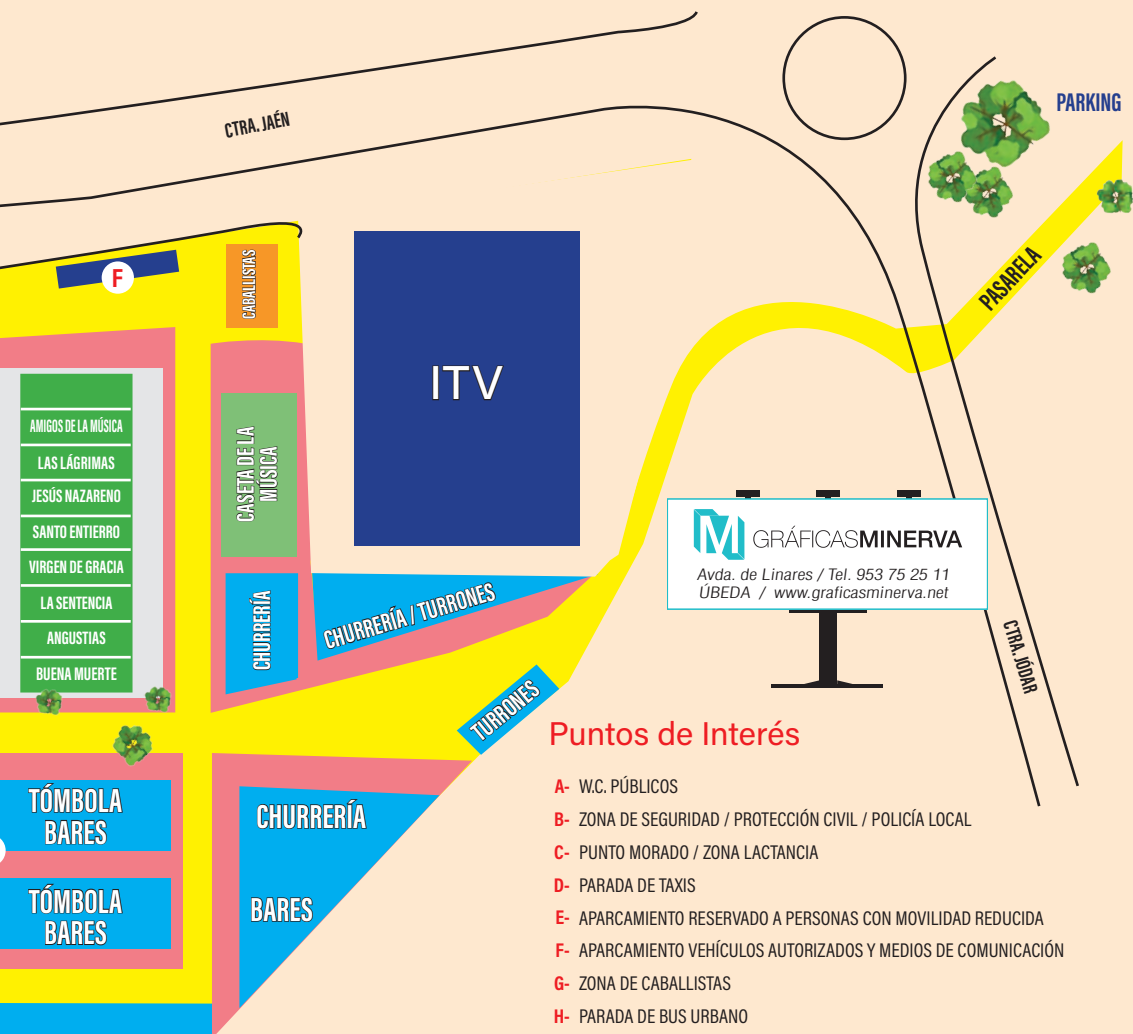 CTRA. JAÉN
PARKING
PASARELA
F
CABALLISTAS
ITV
AMIGOS DE LA MÚSICA
LAS LÁGRIMAS
JESÚS NAZARENO
SANTO ENTIERRO
VIRGEN DE GRACIA
LA SENTENCIA
ANGUSTIAS
BUENA MUERTE
CASETA DE LA
MÚSICA
CHURRERÍA
CHURRERÍA / TURRONES
TURRONES
M GRÁFICASMINERVA
Avda. de Linares / Tel. 953 75 25 11
ÚBEDA / www.graficasminerva.net
CTRA. JÓDAR
TÓMBOLA
BARES
TÓMBOLA
BARES
CHURRERÍA
BARES
Puntos de Interés
A- W.C. PÚBLICOS
B- ZONA DE SEGURIDAD / PROTECCIÓN CIVIL / POLICÍA LOCAL
C- PUNTO MORADO / ZONA LACTANCIA
D- PARADA DE TAXIS
E- APARCAMIENTO RESERVADO A PERSONAS CON MOVILIDAD REDUCIDA
F- APARCAMIENTO VEHÍCULOS AUTORIZADOS Y MEDIOS DE COMUNICACIÓN
G- ZONA DE CABALLISTAS
H- PARADA DE BUS URBANO